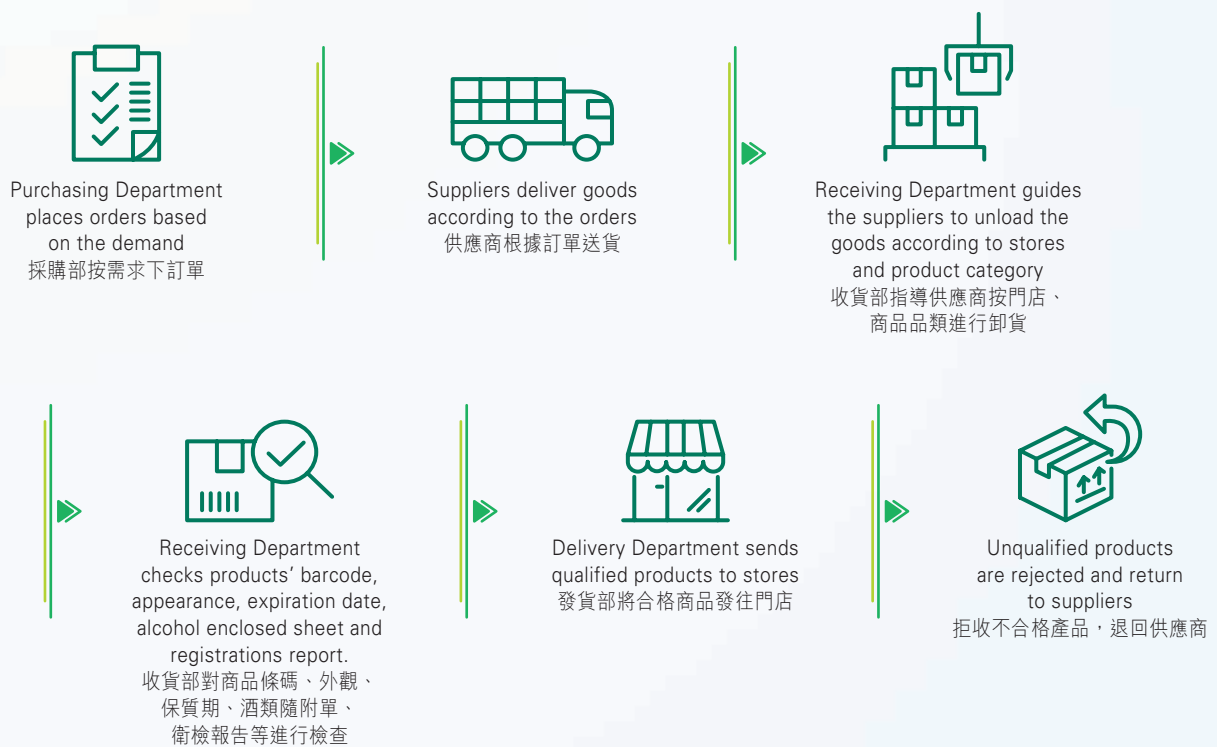 Purchasing Department
places orders based
on the demand
採購部按需求下訂單
Suppliers deliver goods
according to the orders
供應商根據訂單送貨
Receiving Department guides
the suppliers to unload the
goods according to stores
and product category
收貨部指導供應商按門店、
商品品類進行卸貨
Receiving Department
checks products’ barcode,
appearance, expiration date,
alcohol enclosed sheet and
registrations report.
收貨部對商品條碼、外觀、
保質期、酒類隨附單、
衛檢報告等進行檢查
Delivery Department sends
qualified products to stores
發貨部將合格商品發往門店
Unqualified products
are rejected and return
to suppliers
拒收不合格產品，退回供應商